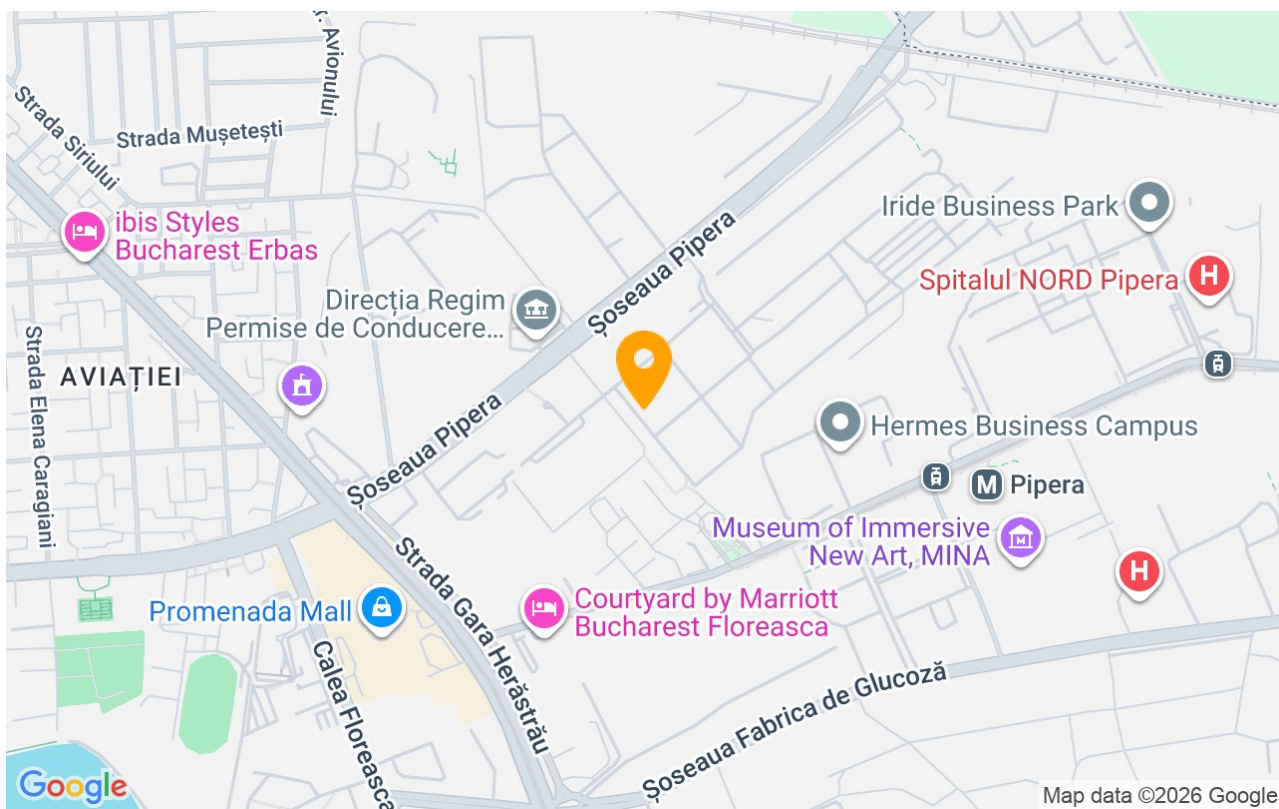 r. Avionului
Strada Mușetești
Strada Siriului
ibis Styles
Bucharest Erbas
Iride Business Park
Spitalul NORD Pipera
H
Șoseaua Pipera
Direcția Regim
Permise de Conducere...
Strada Elena Caragiani
AVIAȚIEI
Șoseaua Pipera
Hermes Business Campus
M Pipera
Museum of Immersive
New Art, MINA
H
Strada Gara Herăstrău
Promenada Mall
Courtyard by Marriott
Bucharest Floreasca
Calea Floreasca
Șoseaua Fabrica de Glucoză
Google
Map data ©2026 Google